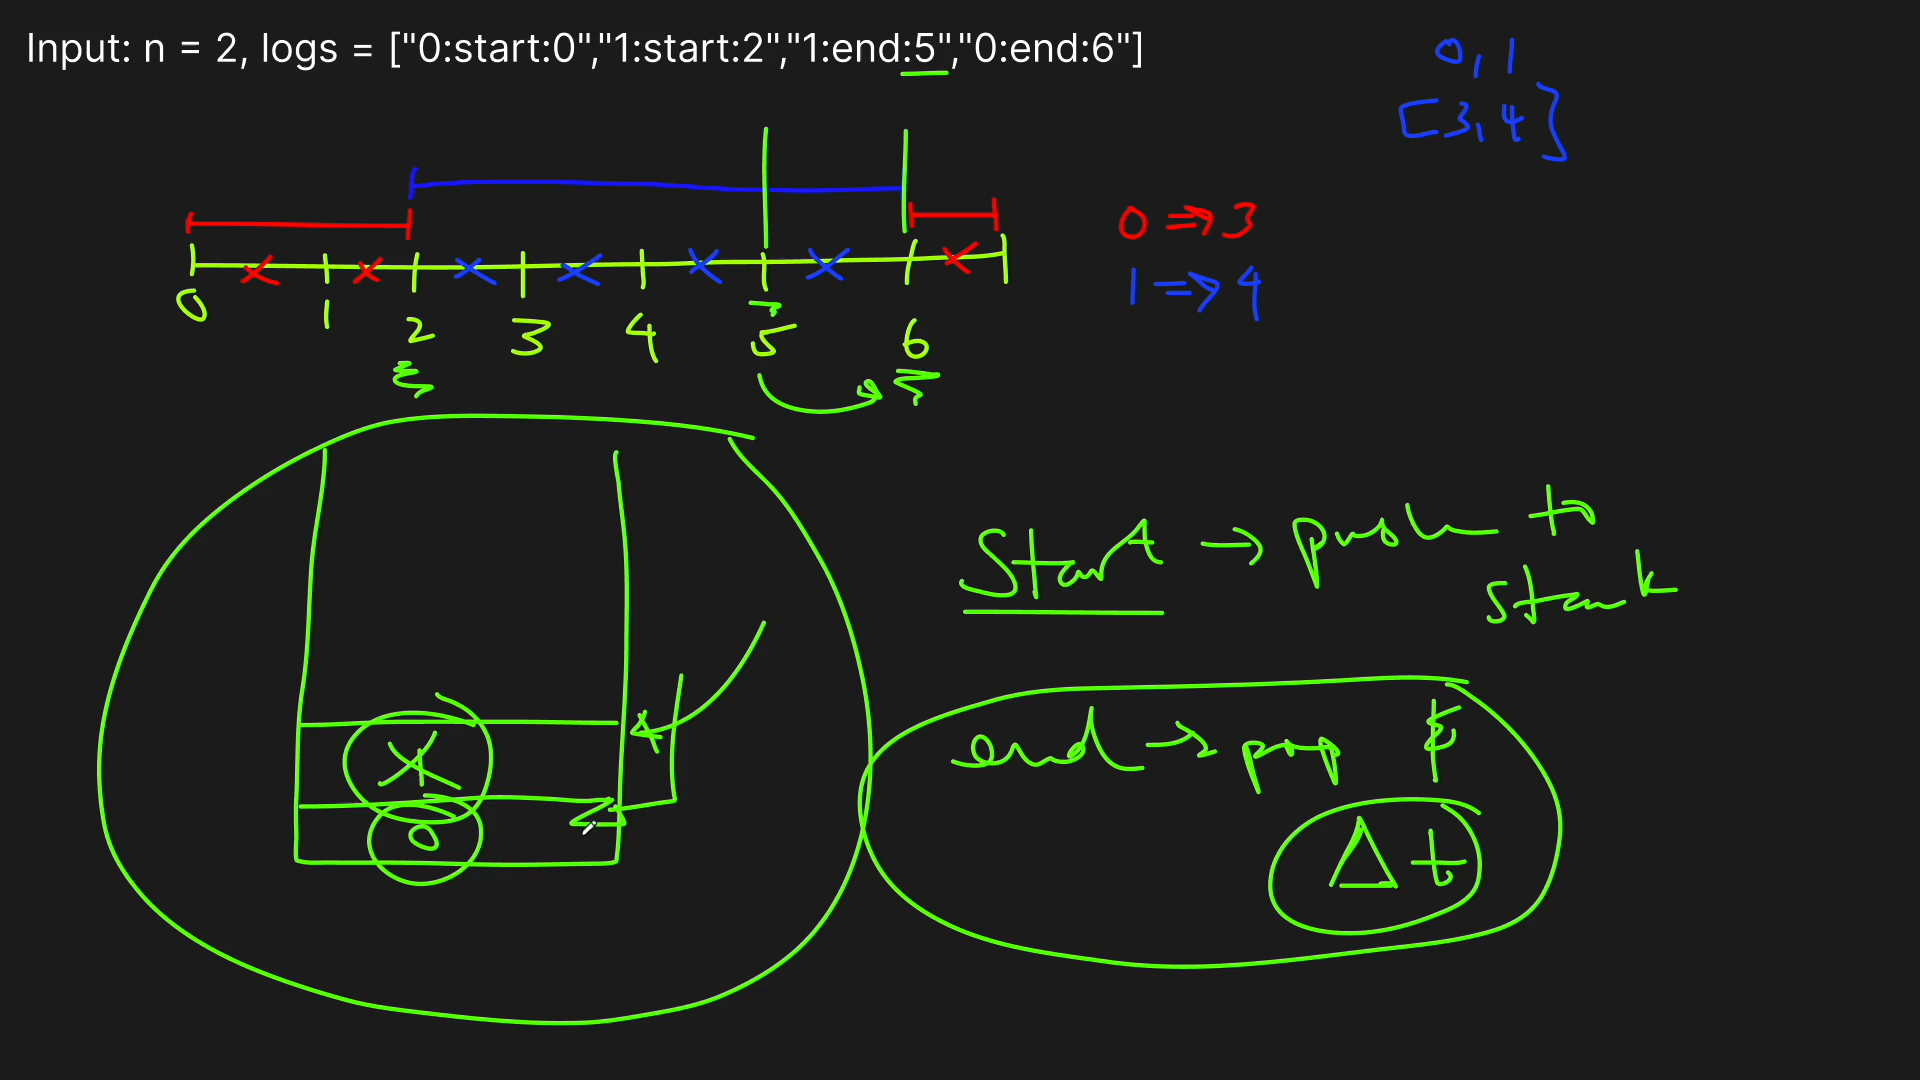 Input: n = 2, logs = ["0:start:0","1:start:2","1:end:5","0:end:6"]
0, 1
[3, 4]
0 => 3
1 => 4
0 1 2 3 4 5 6
Start → push to
stack
end → pop &
Δt
0